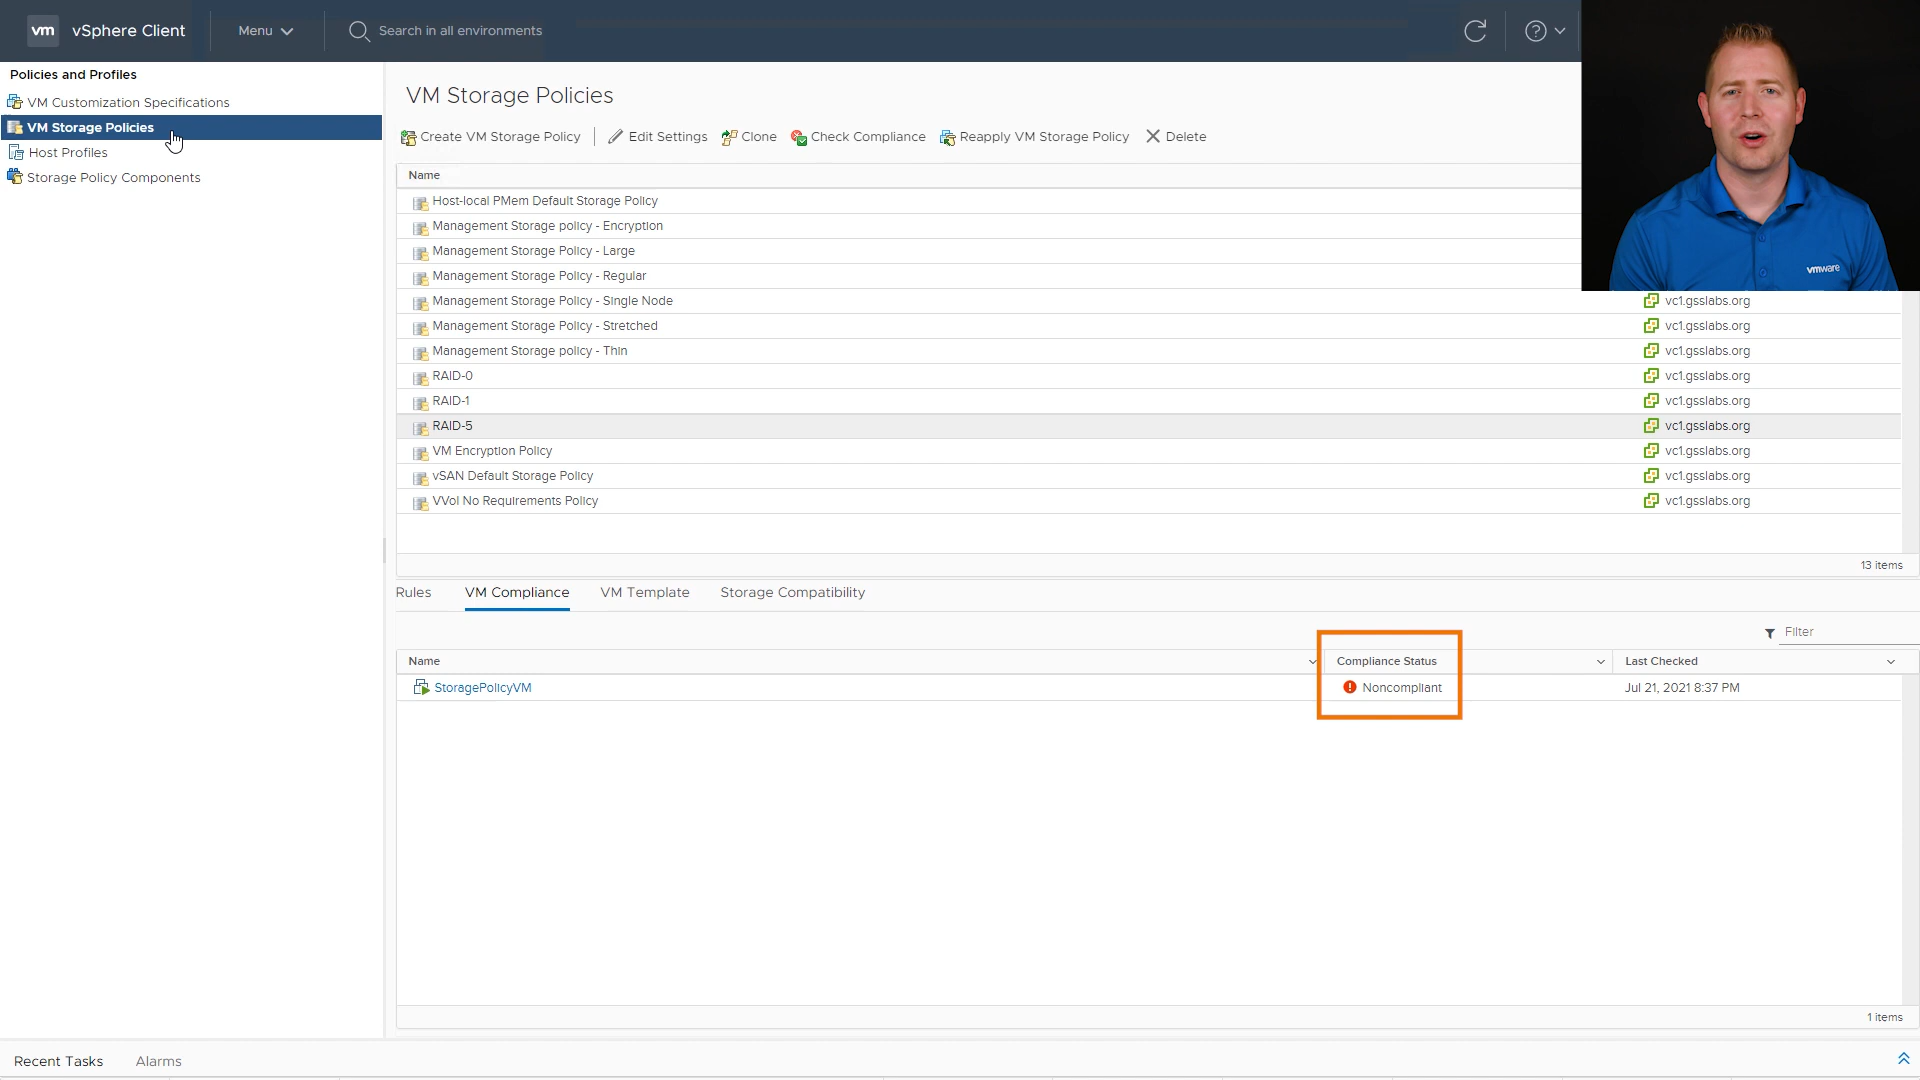 vm vSphere Client Menu Search in all environments
Policies and Profiles
VM Customization Specifications
VM Storage Policies
Host Profiles
Storage Policy Components
VM Storage Policies
Create VM Storage Policy Edit Settings Clone Check Compliance Reapply VM Storage Policy Delete
Name
Host-local PMem Default Storage Policy
Management Storage policy - Encryption
Management Storage Policy - Large
Management Storage Policy - Regular
Management Storage Policy - Single Node vc1.gsslabs.org
Management Storage Policy - Stretched vc1.gsslabs.org
Management Storage policy - Thin vc1.gsslabs.org
RAID-0 vc1.gsslabs.org
RAID-1 vc1.gsslabs.org
RAID-5 vc1.gsslabs.org
VM Encryption Policy vc1.gsslabs.org
vSAN Default Storage Policy vc1.gsslabs.org
VVol No Requirements Policy vc1.gsslabs.org
13 items
Rules VM Compliance VM Template Storage Compatibility
Filter
Name Compliance Status Last Checked
StoragePolicyVM Noncompliant Jul 21, 2021 8:37 PM
1 items
Recent Tasks Alarms
vmware